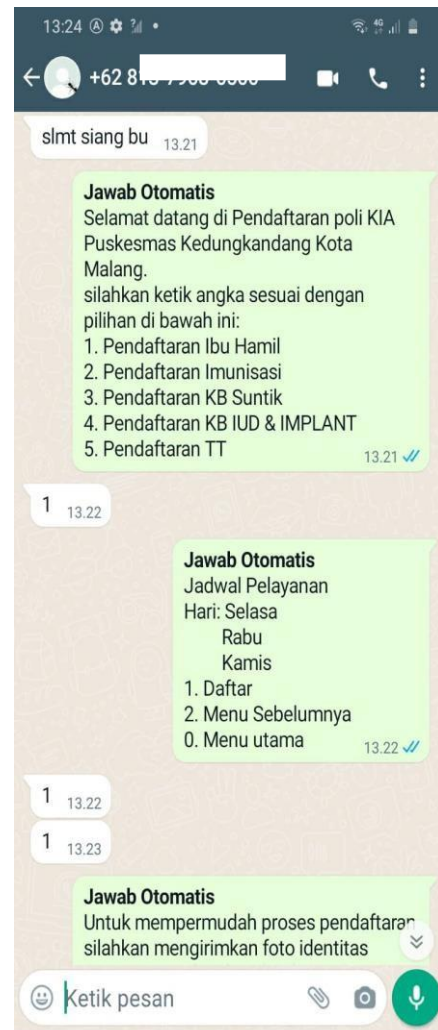 13:24
+62 8
slmt siang bu 13.21
Jawab Otomatis
Selamat datang di Pendaftaran poli KIA
Puskesmas Kedungkandang Kota
Malang.
silahkan ketik angka sesuai dengan
pilihan di bawah ini:
1. Pendaftaran Ibu Hamil
2. Pendaftaran Imunisasi
3. Pendaftaran KB Suntik
4. Pendaftaran KB IUD & IMPLANT
5. Pendaftaran TT
13.21
1 13.22
Jawab Otomatis
Jadwal Pelayanan
Hari: Selasa
Rabu
Kamis
1. Daftar
2. Menu Sebelumnya
0. Menu utama
13.22
1 13.22
1 13.23
Jawab Otomatis
Untuk mempermudah proses pendaftaran
silahkan mengirimkan foto identitas
Ketik pesan